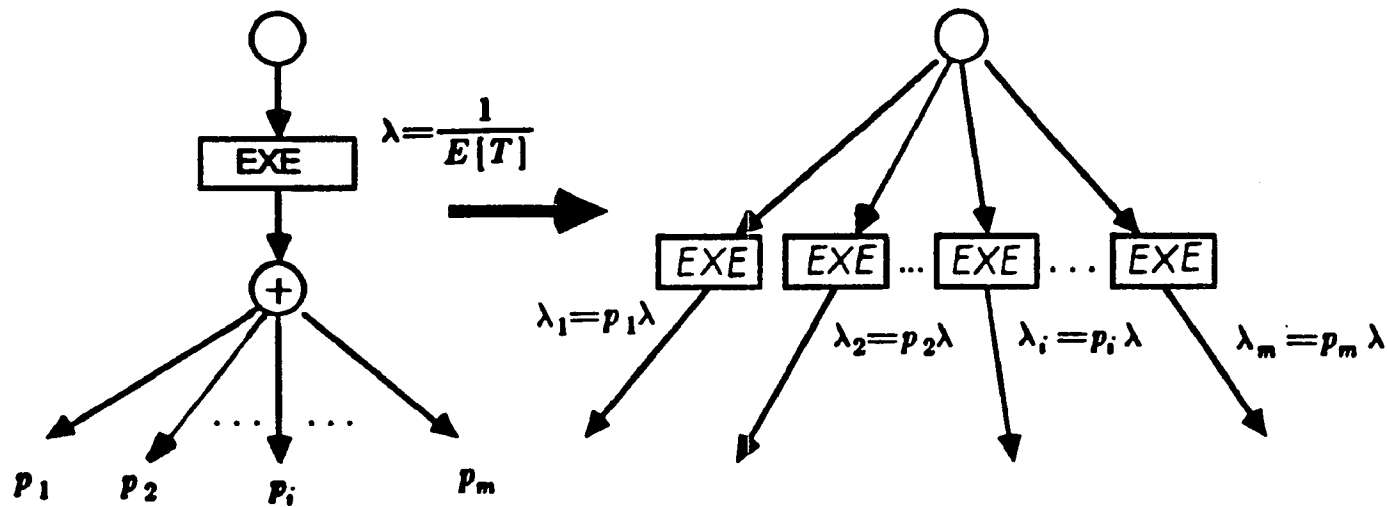 λ=1/E[T]
EXE
+
p₁ p₂ .... ... pᵢ pₘ
EXE EXE ... EXE ... EXE
λ₁=p₁λ
λ₂=p₂λ
λᵢ=pᵢλ
λₘ=pₘλ